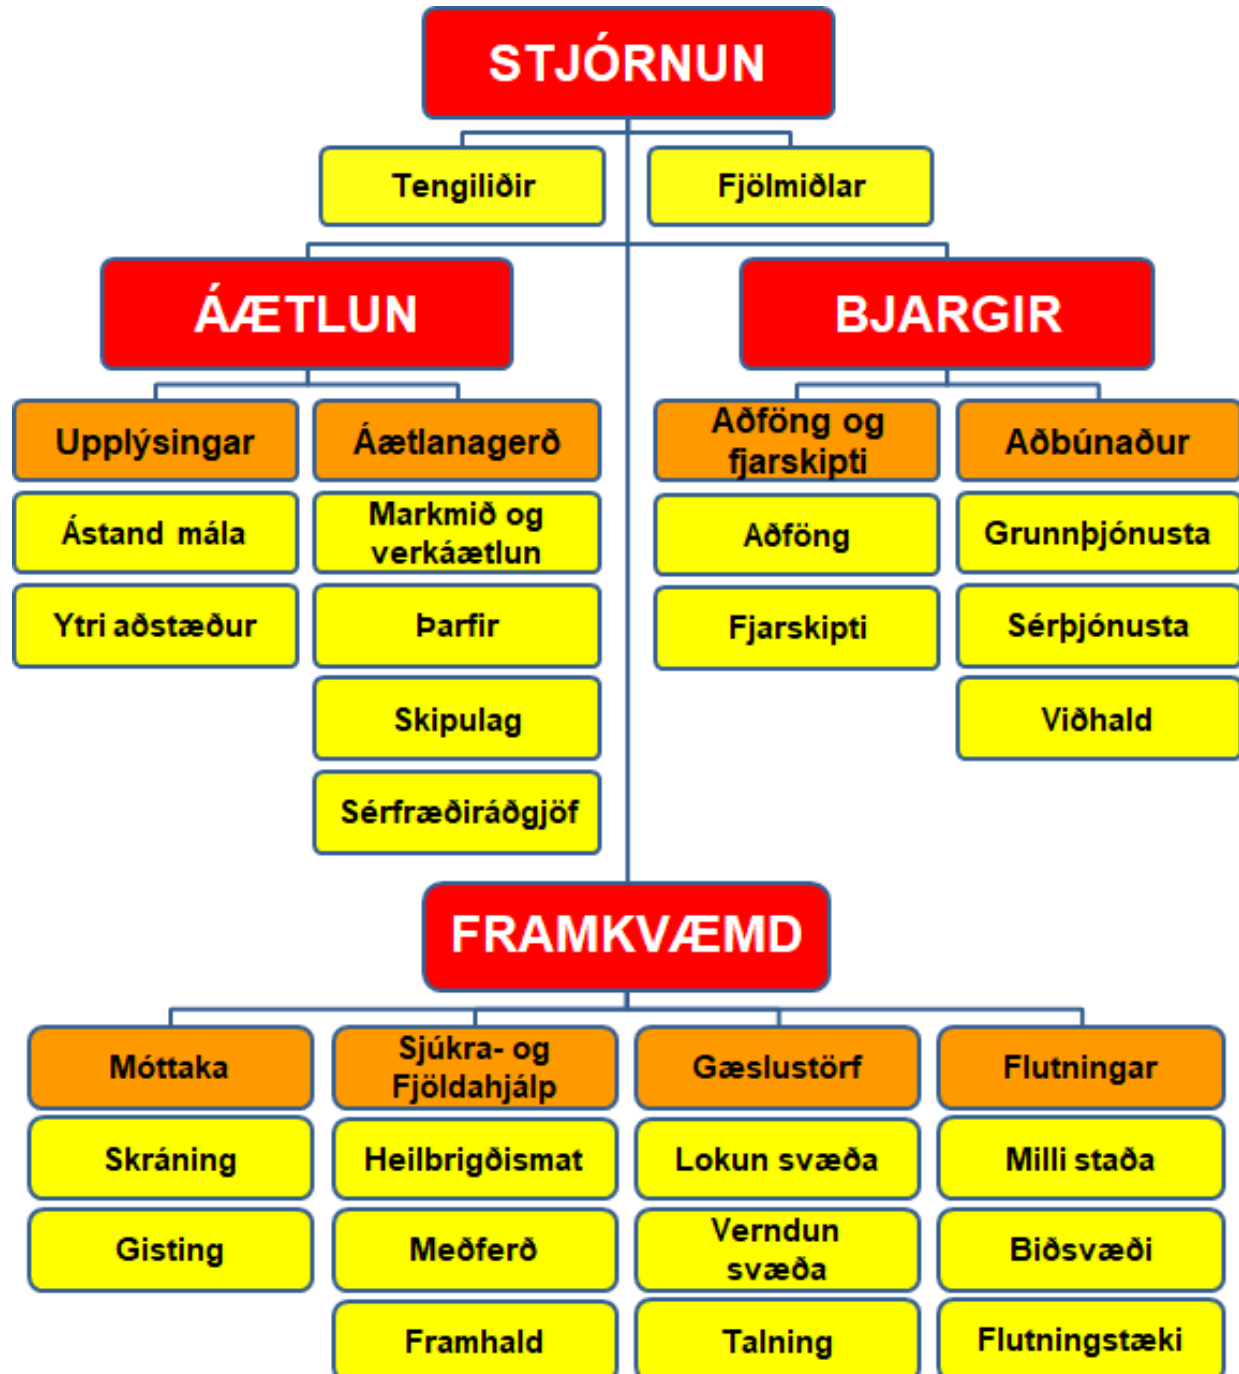 STJÓRNUN
Tengiliðir
Fjölmiðlar
ÁÆTLUN
BJARGIR
Upplýsingar
Áætlanagerð
Aðföng og
fjarskipti
Aðbúnaður
Ástand mála
Markmið og
verkáætlun
Aðföng
Grunnþjónusta
Ytri aðstæður
Þarfir
Fjarskipti
Sérþjónusta
Skipulag
Viðhald
Sérfræðiráðgjöf
FRAMKVÆMD
Móttaka
Sjúkra- og
Fjöldahjálp
Gæslustörf
Flutningar
Skráning
Heilbrigðismat
Lokun svæða
Milli staða
Gisting
Meðferð
Verndun
svæða
Biðsvæði
Framhald
Talning
Flutningstæki